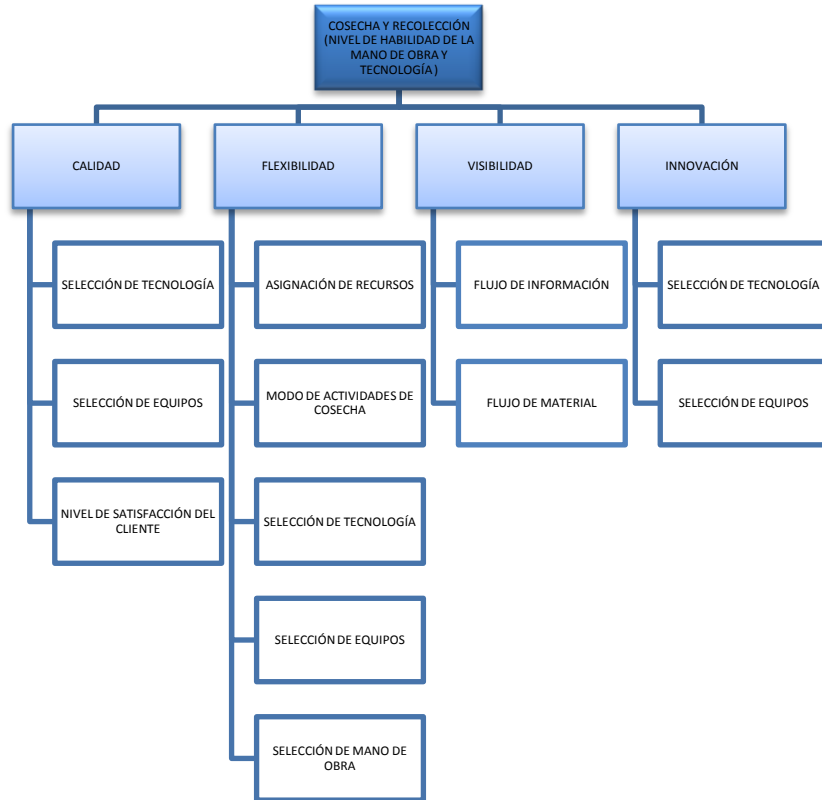 COSECHA Y RECOLECCIÓN
(NIVEL DE HABILIDAD DE LA
MANO DE OBRA Y
TECNOLOGÍA )
CALIDAD
FLEXIBILIDAD
VISIBILIDAD
INNOVACIÓN
SELECCIÓN DE TECNOLOGÍA
SELECCIÓN DE EQUIPOS
NIVEL DE SATISFACCIÓN DEL
CLIENTE
ASIGNACIÓN DE RECURSOS
MODO DE ACTIVIDADES DE
COSECHA
SELECCIÓN DE TECNOLOGÍA
SELECCIÓN DE EQUIPOS
SELECCIÓN DE MANO DE
OBRA
FLUJO DE INFORMACIÓN
FLUJO DE MATERIAL
SELECCIÓN DE TECNOLOGÍA
SELECCIÓN DE EQUIPOS